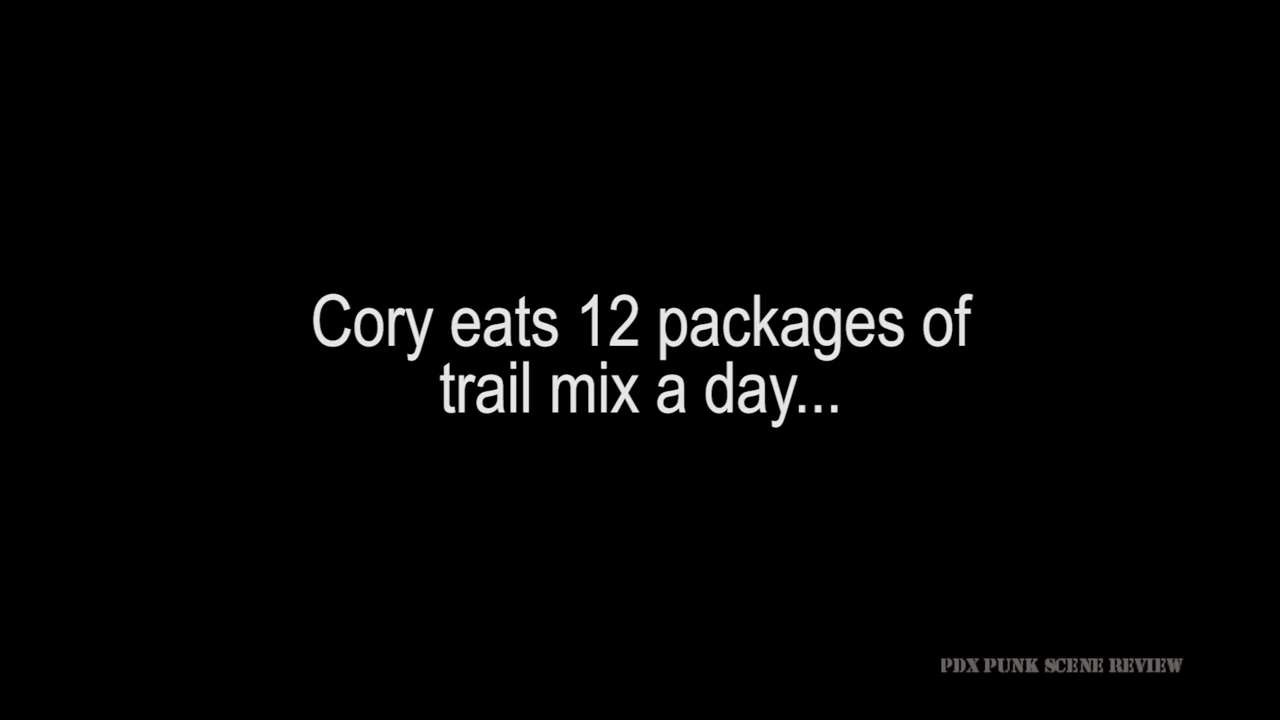 Cory eats 12 packages of
trail mix a day...
PDX PUNK SCENE REVIEW